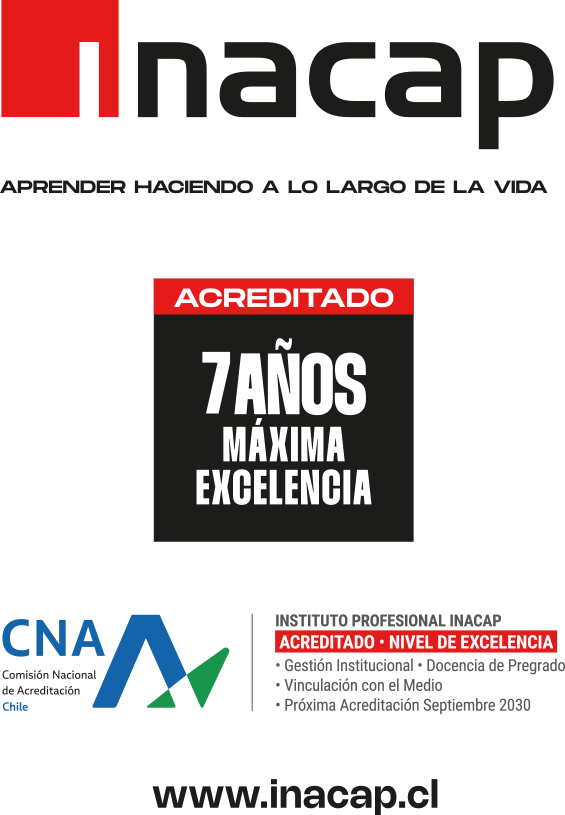 inacap
APRENDER HACIENDO A LO LARGO DE LA VIDA
ACREDITADO
7 AÑOS
MÁXIMA
EXCELENCIA
CNA
Comisión Nacional
de Acreditación
Chile
INSTITUTO PROFESIONAL INACAP
ACREDITADO • NIVEL DE EXCELENCIA
• Gestión Institucional • Docencia de Pregrado
• Vinculación con el Medio
• Próxima Acreditación Septiembre 2030
www.inacap.cl